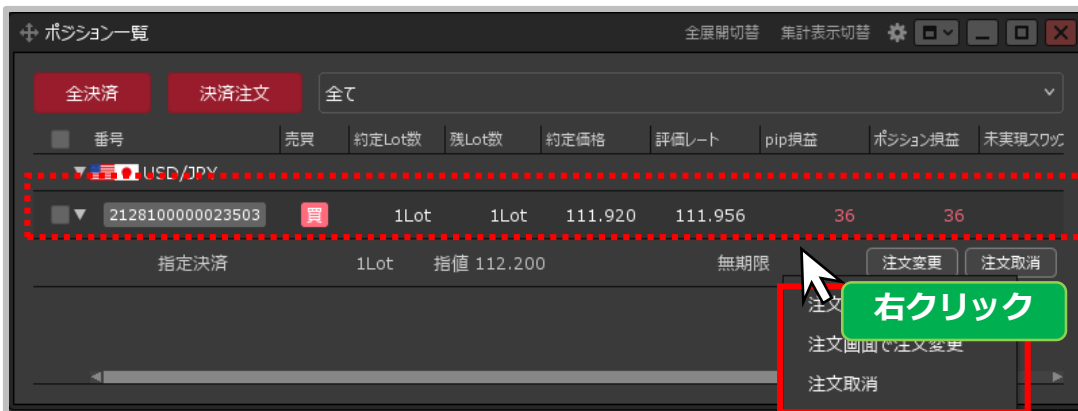 ポジション一覧 全展開切替 集計表示切替
全決済 決済注文 全て
番号 売買 約定Lot数 残Lot数 約定価格 評価レート pip損益 ポジション損益 未実現スワップ
USD/JPY
2128100000023503 買 1Lot 1Lot 111.920 111.956 36 36
指定決済 1Lot 指値 112.200 無期限 注文変更 注文取消
注文
右クリック
注文画面で注文変更
注文取消